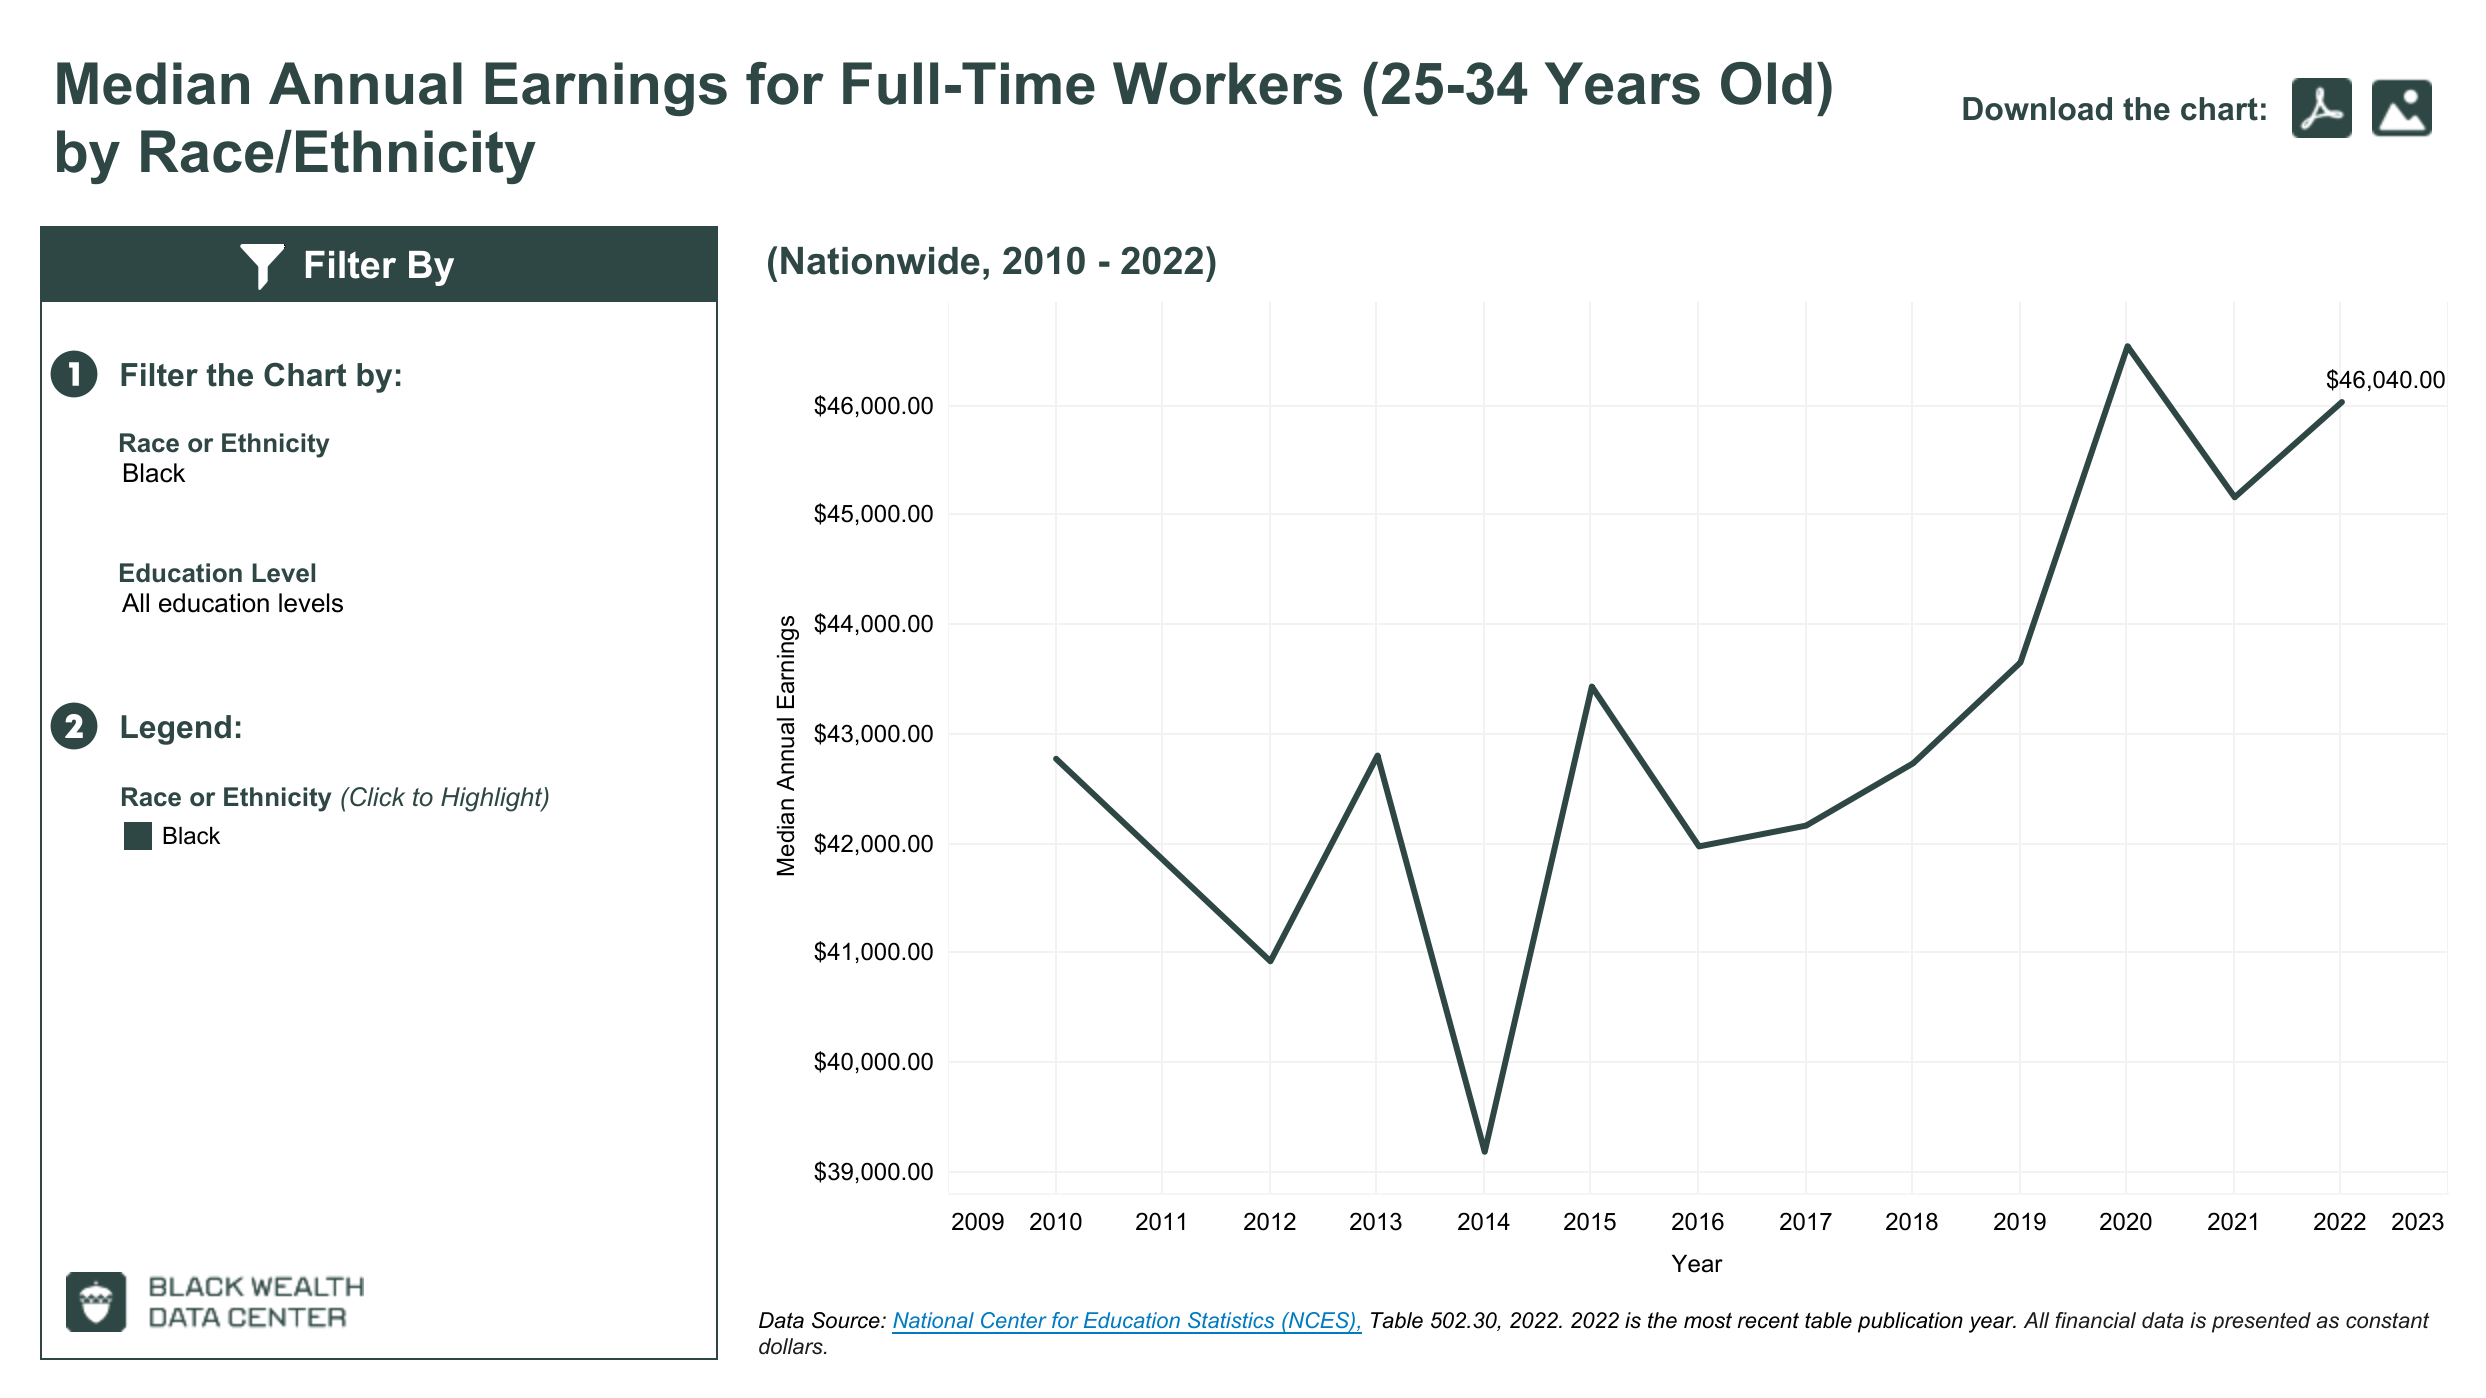 Median Annual Earnings for Full-Time Workers (25-34 Years Old)
by Race/Ethnicity
Download the chart:
Filter By
1 Filter the Chart by:
Race or Ethnicity
Black
Education Level
All education levels
2 Legend:
Race or Ethnicity (Click to Highlight)
Black
BLACK WEALTH
DATA CENTER
(Nationwide, 2010 - 2022)
$46,040.00
Median Annual Earnings
$46,000.00
$45,000.00
$44,000.00
$43,000.00
$42,000.00
$41,000.00
$40,000.00
$39,000.00
2009 2010 2011 2012 2013 2014 2015 2016 2017 2018 2019 2020 2021 2022 2023
Year
Data Source: National Center for Education Statistics (NCES), Table 502.30, 2022. 2022 is the most recent table publication year. All financial data is presented as constant
dollars.